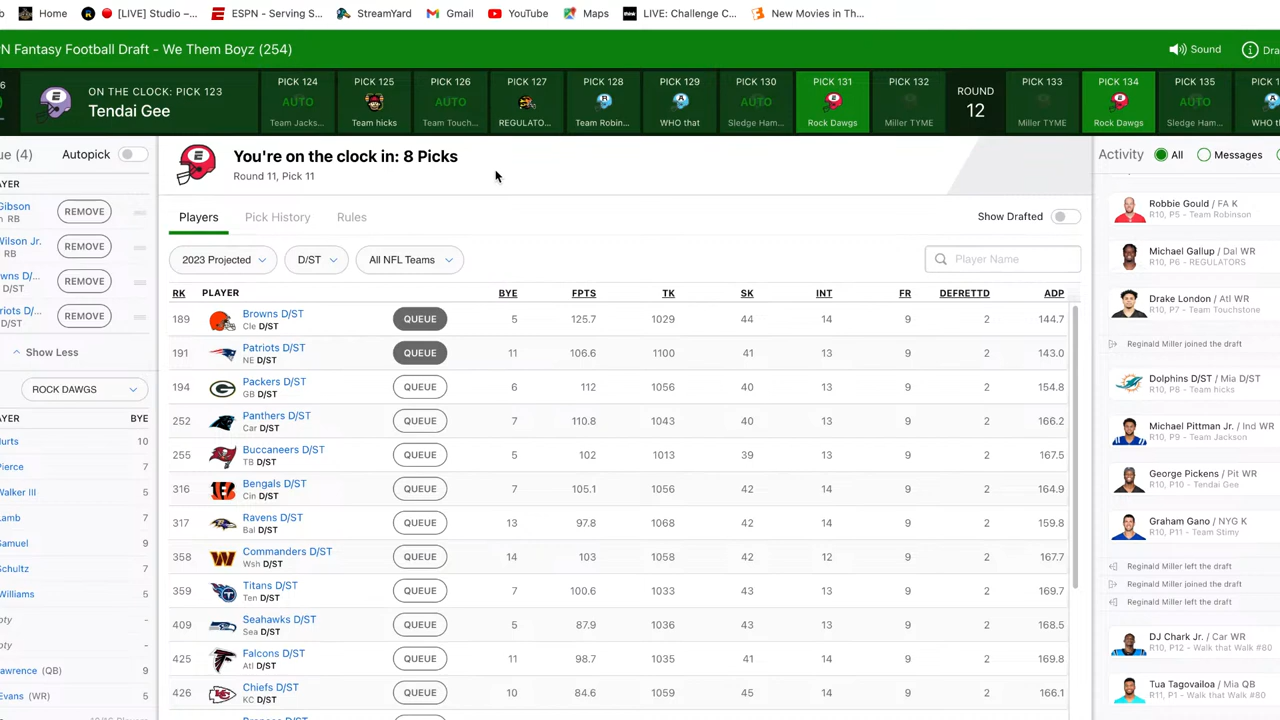 Home
[LIVE] Studio –...
ESPN - Serving S...
StreamYard
Gmail
YouTube
Maps
LIVE: Challenge C...
New Movies in Th...
N Fantasy Football Draft - We Them Boyz (254)
Sound
Dra
6
ON THE CLOCK: PICK 123
Tendai Gee
PICK 124
AUTO
Team Jacks...
PICK 125
Team hicks
PICK 126
AUTO
Team Touch...
PICK 127
REGULATO...
PICK 128
Team Robin...
PICK 129
WHO that
PICK 130
AUTO
Sledge Ham...
PICK 131
Rock Dawgs
PICK 132
Miller TYME
ROUND
12
PICK 133
Miller TYME
PICK 134
Rock Dawgs
PICK 135
AUTO
Sledge Ham...
PICK 1
WHO th
ue (4)
Autopick
AYER
Gibson
n RB
REMOVE
Wilson Jr.
RB
REMOVE
wns D/...
D/ST
REMOVE
riots D/...
D/ST
REMOVE
Show Less
ROCK DAWGS
AYER BYE
urts 10
Pierce 7
Walker III 5
amb 7
Samuel 9
Schultz 7
Williams 5
pty -
pty -
awrence (QB) 9
Evans (WR) 5
You're on the clock in: 8 Picks
Round 11, Pick 11
Players Pick History Rules
Show Drafted
2023 Projected D/ST All NFL Teams
Player Name
RK PLAYER BYE FPTS TK SK INT FR DEFRETTD ADP
189 Browns D/ST Cle D/ST QUEUE 5 125.7 1029 44 14 9 2 144.7
191 Patriots D/ST NE D/ST QUEUE 11 106.6 1100 41 13 9 2 143.0
194 Packers D/ST GB D/ST QUEUE 6 112 1056 40 13 9 2 154.8
252 Panthers D/ST Car D/ST QUEUE 7 110.8 1043 40 13 9 2 166.2
255 Buccaneers D/ST TB D/ST QUEUE 5 102 1013 39 13 9 2 167.5
316 Bengals D/ST Cin D/ST QUEUE 7 105.1 1056 42 14 9 2 164.9
317 Ravens D/ST Bal D/ST QUEUE 13 97.8 1068 42 13 9 2 159.8
358 Commanders D/ST Wsh D/ST QUEUE 14 103 1058 42 12 9 2 167.7
359 Titans D/ST Ten D/ST QUEUE 7 100.6 1033 43 13 9 2 169.7
409 Seahawks D/ST Sea D/ST QUEUE 5 87.9 1036 43 13 9 2 168.5
425 Falcons D/ST Atl D/ST QUEUE 11 98.7 1035 41 14 9 2 169.8
426 Chiefs D/ST KC D/ST QUEUE 10 84.6 1059 45 14 9 2 166.1
Activity All Messages
Robbie Gould / FA K
R10, P5 - Team Robinson
Michael Gallup / Dal WR
R10, P6 - REGULATORS
Drake London / Atl WR
R10, P7 - Team Touchstone
Reginald Miller joined the draft
Dolphins D/ST / Mia D/ST
R10, P8 - Team hicks
Michael Pittman Jr. / Ind WR
R10, P9 - Team Jackson
George Pickens / Pit WR
R10, P10 - Tendai Gee
Graham Gano / NYG K
R10, P11 - Team Stimy
Reginald Miller left the draft
Reginald Miller joined the draft
Reginald Miller left the draft
DJ Chark Jr. / Car WR
R10, P12 - Walk that Walk #80
Tua Tagovailoa / Mia QB
R11, P1 - Walk that Walk #80